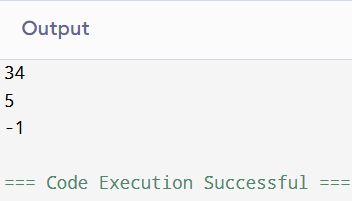 Output
34
5
-1
=== Code Execution Successful ===